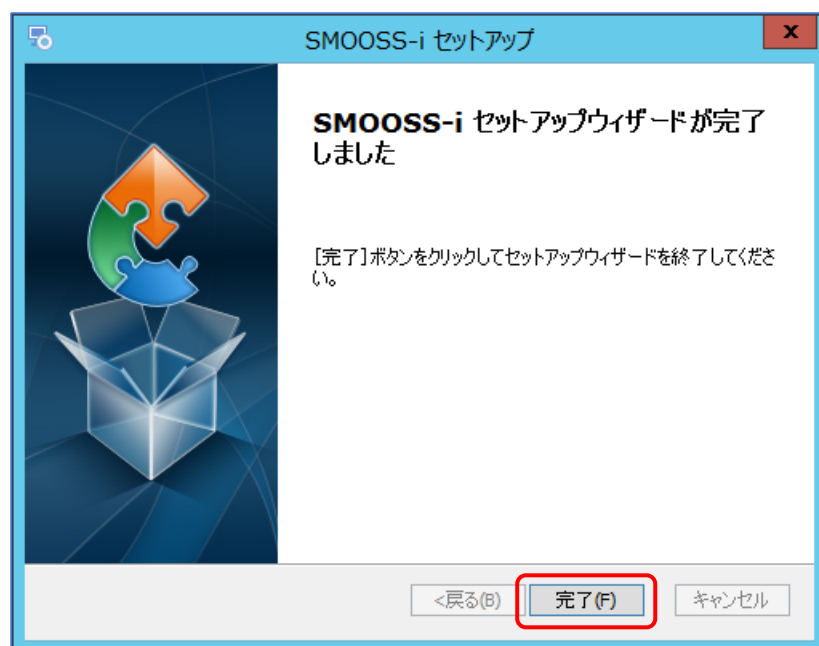 SMOOSS-i セットアップ
x
SMOOSS-i セットアップウィザードが完了
しました
[完了]ボタンをクリックしてセットアップウィザードを終了してくださ
い。
<戻る(B)
完了(F)
キャンセル